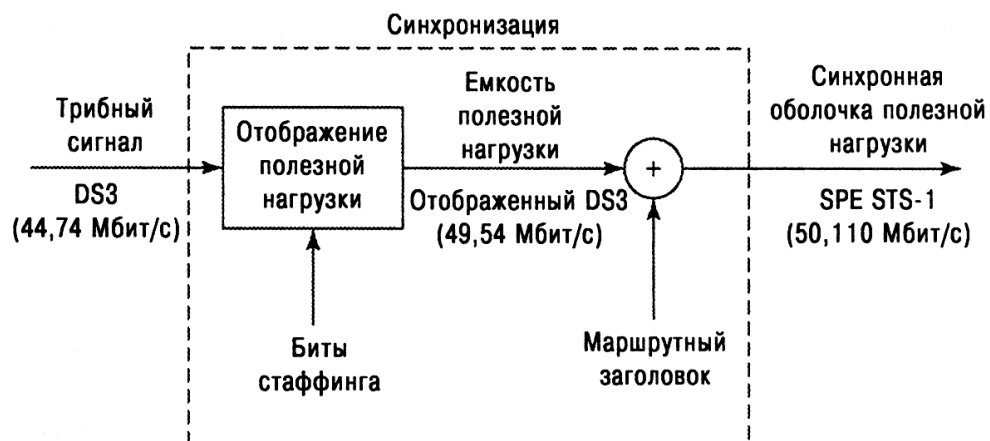 Синхронизация
Трибный
сигнал
DS3
(44,74 Мбит/с)
Отображение
полезной
нагрузки
Биты
стаффинга
Емкость
полезной
нагрузки
Отображенный DS3
(49,54 Мбит/с)
+
Маршрутный
заголовок
Синхронная
оболочка полезной
нагрузки
SPE STS-1
(50,110 Мбит/с)